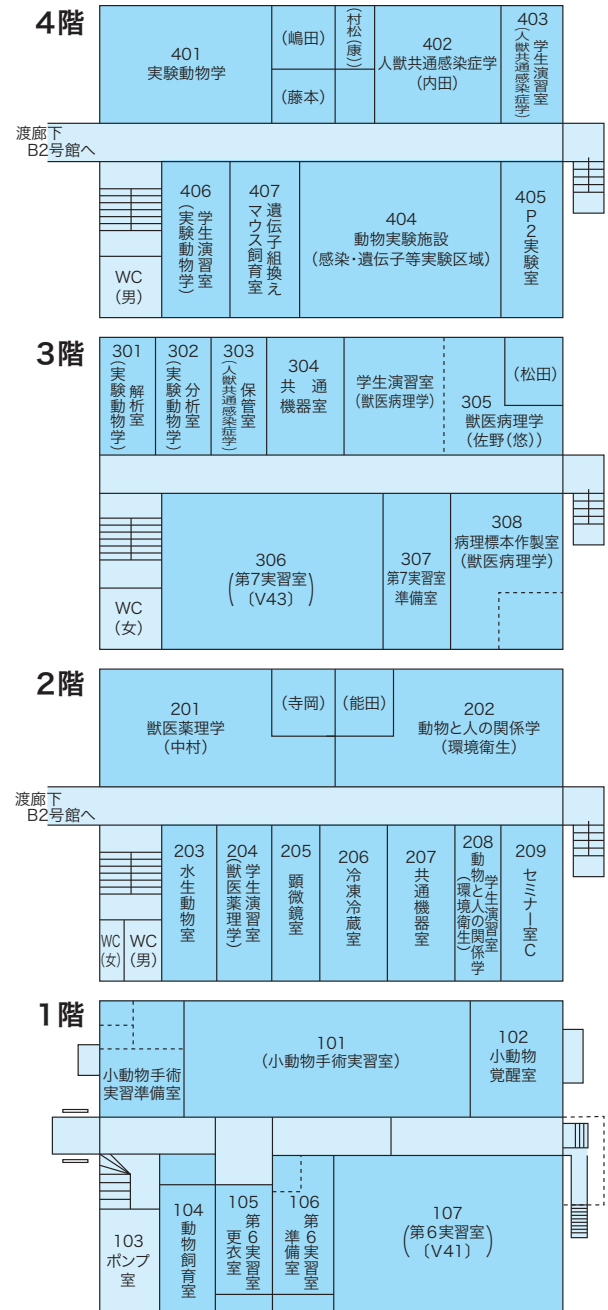 4階
401
実験動物学
(嶋田)
(藤本)
(村松(康))
402
人獣共通感染症学
(内田)
403
学生演習室
(人獣共通感染症学)
渡廊下
B2号館へ
WC
(男)
406
学生演習室
(実験動物学)
407
遺伝子組換え
マウス飼育室
404
動物実験施設
(感染・遺伝子等実験区域)
405
P2実験室
3階
301
解析室
(実験動物学)
302
分析室
(実験動物学)
303
保管室
(人獣共通感染症学)
304
共 通
機器室
学生演習室
(獣医病理学)
305
獣医病理学
(佐野(悠))
(松田)
WC
(女)
306
(第7実習室)
〔V43〕
307
第7実習室
準備室
308
病理標本作製室
(獣医病理学)
2階
201
獣医薬理学
(中村)
(寺岡)
(能田)
202
動物と人の関係学
(環境衛生)
渡廊下
B2号館へ
WC
(女)
WC
(男)
203
水生動物室
204
学生演習室
(獣医薬理学)
205
顕微鏡室
206
冷凍冷蔵室
207
共通機器室
208
学生演習室
動物と人の関係学
(環境衛生)
209
セミナー室C
1階
小動物手術
実習準備室
101
(小動物手術実習室)
102
小動物
覚醒室
103
ポンプ
室
104
動物飼育室
105
第6実習室
更衣室
106
第6実習室
準備室
107
(第6実習室)
〔V41〕